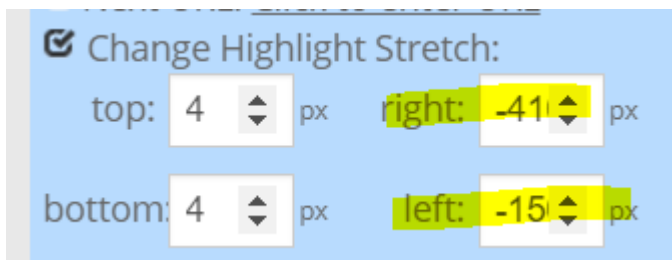 Change Highlight Stretch:
top: 4 px right: -41 px
bottom: 4 px left: -15 px